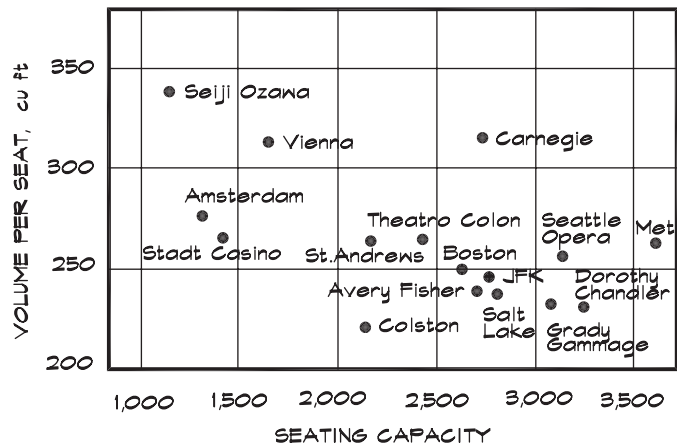 VOLUME PER SEAT, cu ft
350
300
250
200
Seiji Ozawa
Vienna
Carnegie
Amsterdam
Stadt Casino
Theatro Colon
St. Andrews
Seattle
Opera
Met
Boston
JFK
Dorothy
Chandler
Avery Fisher
Salt
Lake
Grady
Gammage
Colston
1,000
1,500
2,000
2,500
3,000
3,500
SEATING CAPACITY